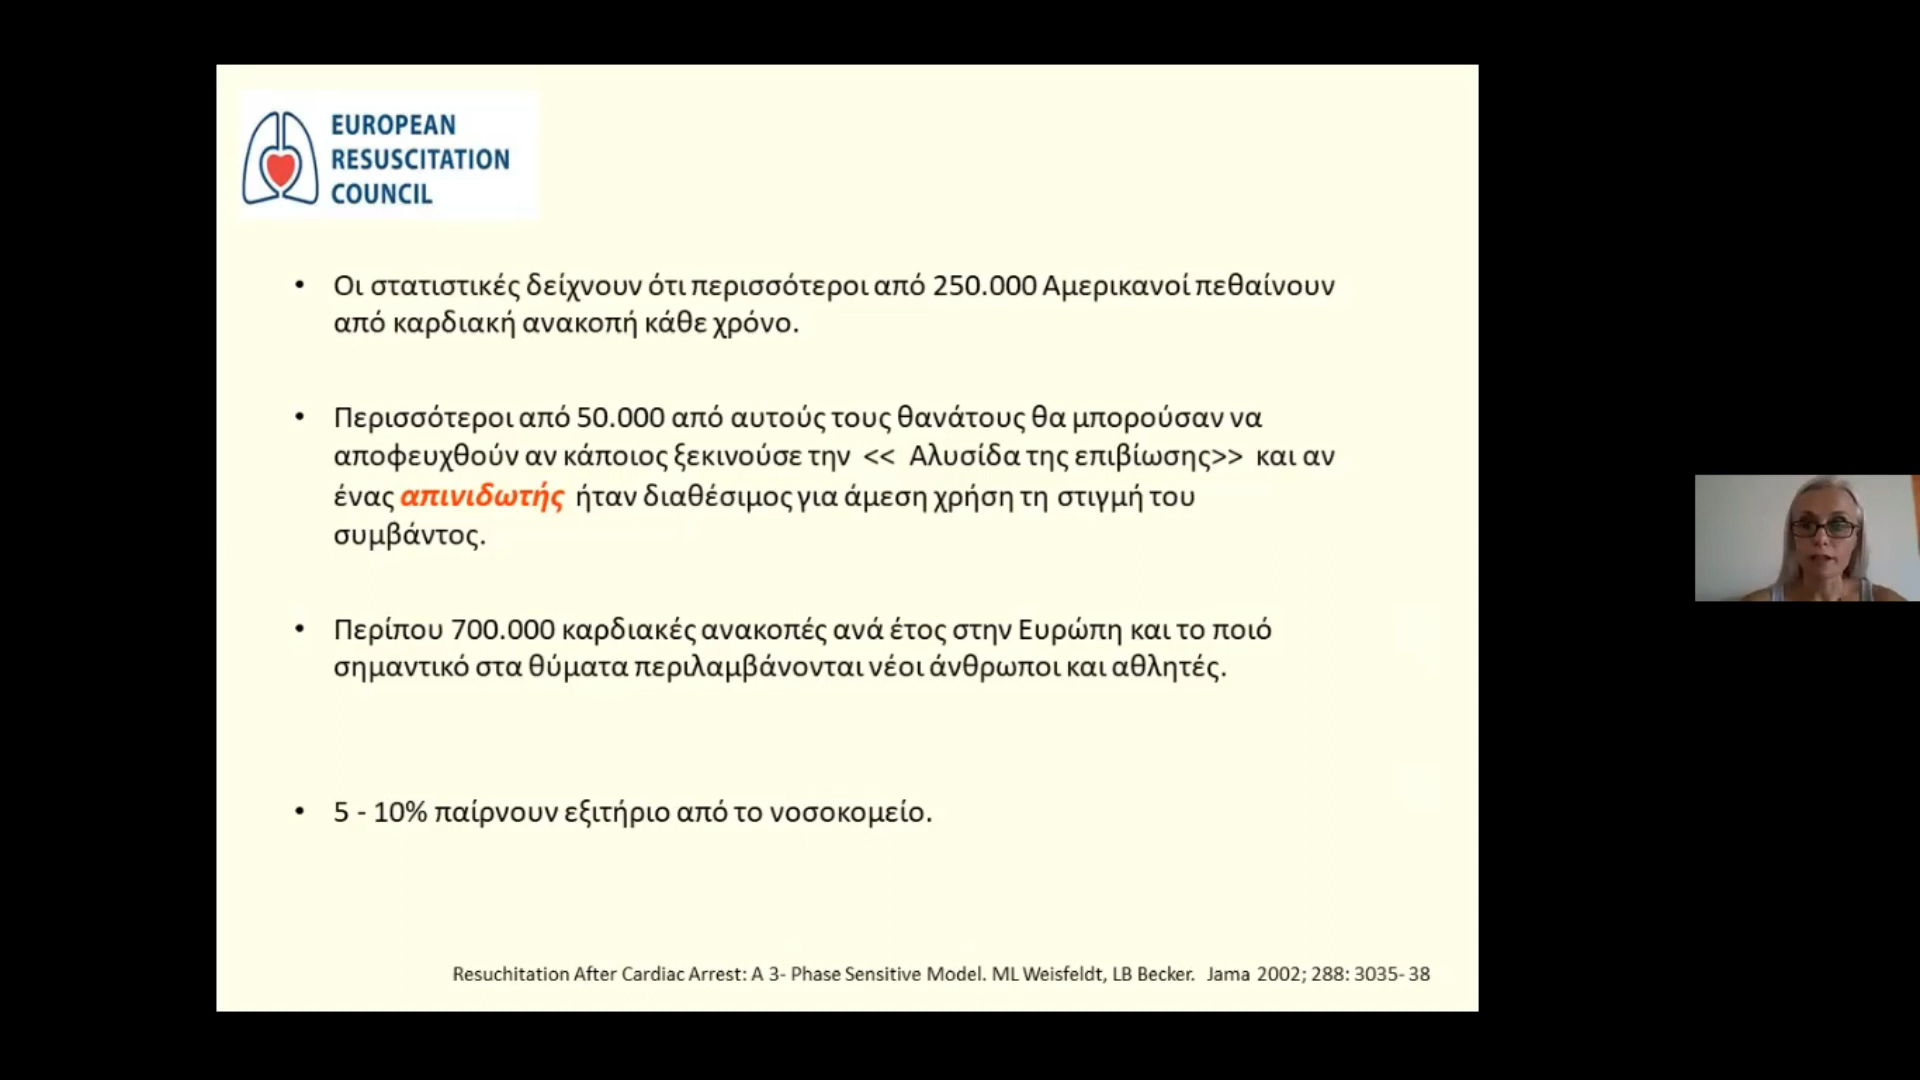 EUROPEAN
RESUSCITATION
COUNCIL
• Οι στατιστικές δείχνουν ότι περισσότεροι από 250.000 Αμερικανοί πεθαίνουν
από καρδιακή ανακοπή κάθε χρόνο.
• Περισσότεροι από 50.000 από αυτούς τους θανάτους θα μπορούσαν να
αποφευχθούν αν κάποιος ξεκινούσε την << Αλυσίδα της επιβίωσης>> και αν
ένας απινιδωτής ήταν διαθέσιμος για άμεση χρήση τη στιγμή του
συμβάντος.
• Περίπου 700.000 καρδιακές ανακοπές ανά έτος στην Ευρώπη και το ποιό
σημαντικό στα θύματα περιλαμβάνονται νέοι άνθρωποι και αθλητές.
• 5 - 10% παίρνουν εξιτήριο από το νοσοκομείο.
Resuchitation After Cardiac Arrest: A 3- Phase Sensitive Model. ML Weisfeldt, LB Becker. Jama 2002; 288: 3035- 38